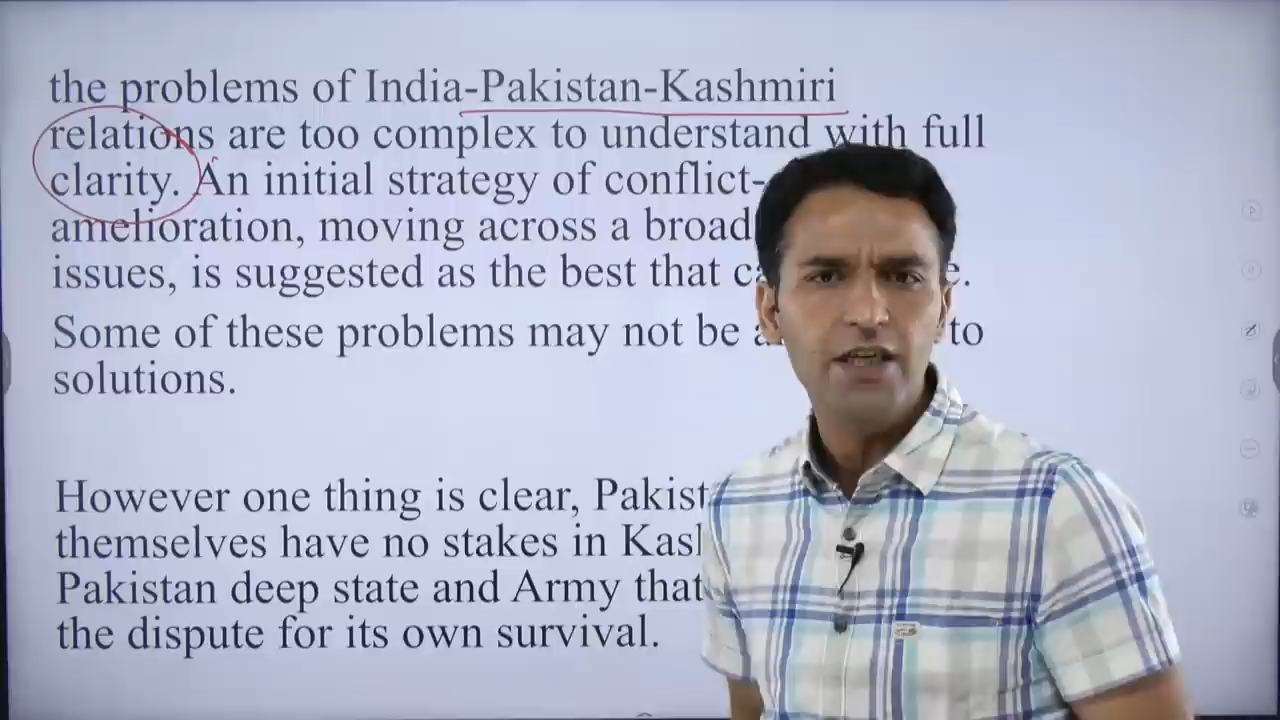 the problems of India-Pakistan-Kashmiri
relations are too complex to understand with full
clarity. An initial strategy of conflict-
amelioration, moving across a broad
issues, is suggested as the best that
Some of these problems may not be to
solutions.
However one thing is clear,
themselves have no stakes in
Pakistan deep state and Army that
the dispute for its own survival.